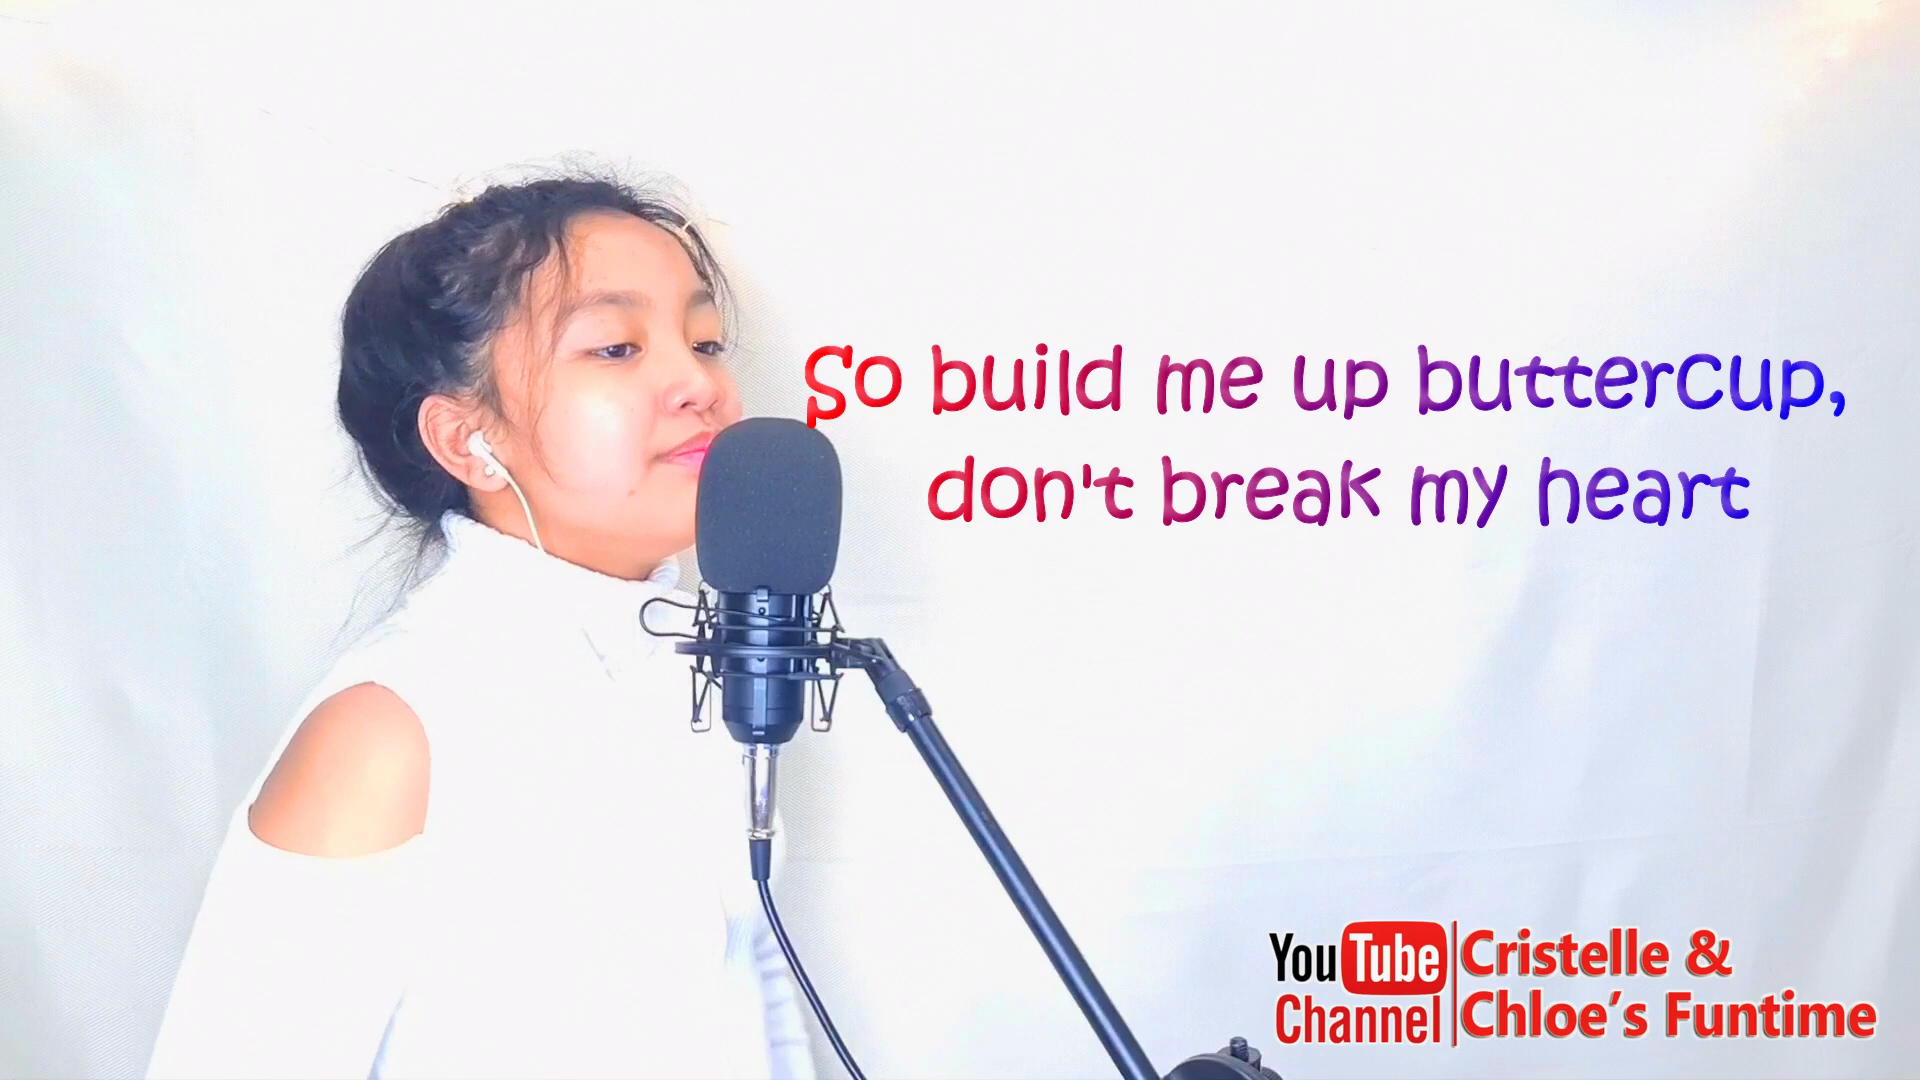 So build me up buttercup,
don't break my heart
YouTube
Channel
Cristelle &
Chloe's Funtime